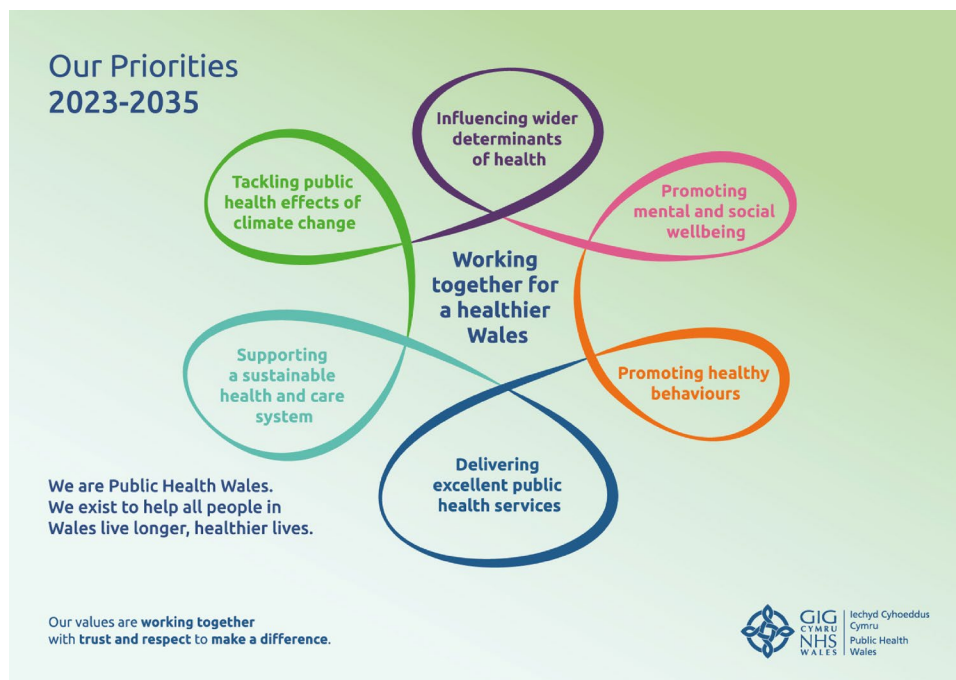 Our Priorities
2023-2035
Influencing wider
determinants
of health
Promoting
mental and social
wellbeing
Promoting healthy
behaviours
Delivering
excellent public
health services
Supporting
a sustainable
health and care
system
Tackling public
health effects of
climate change
Working
together for
a healthier
Wales
We are Public Health Wales.
We exist to help all people in
Wales live longer, healthier lives.
Our values are working together
with trust and respect to make a difference.
GIG
CYMRU
NHS
WALES
Iechyd Cyhoeddus
Cymru
Public Health
Wales